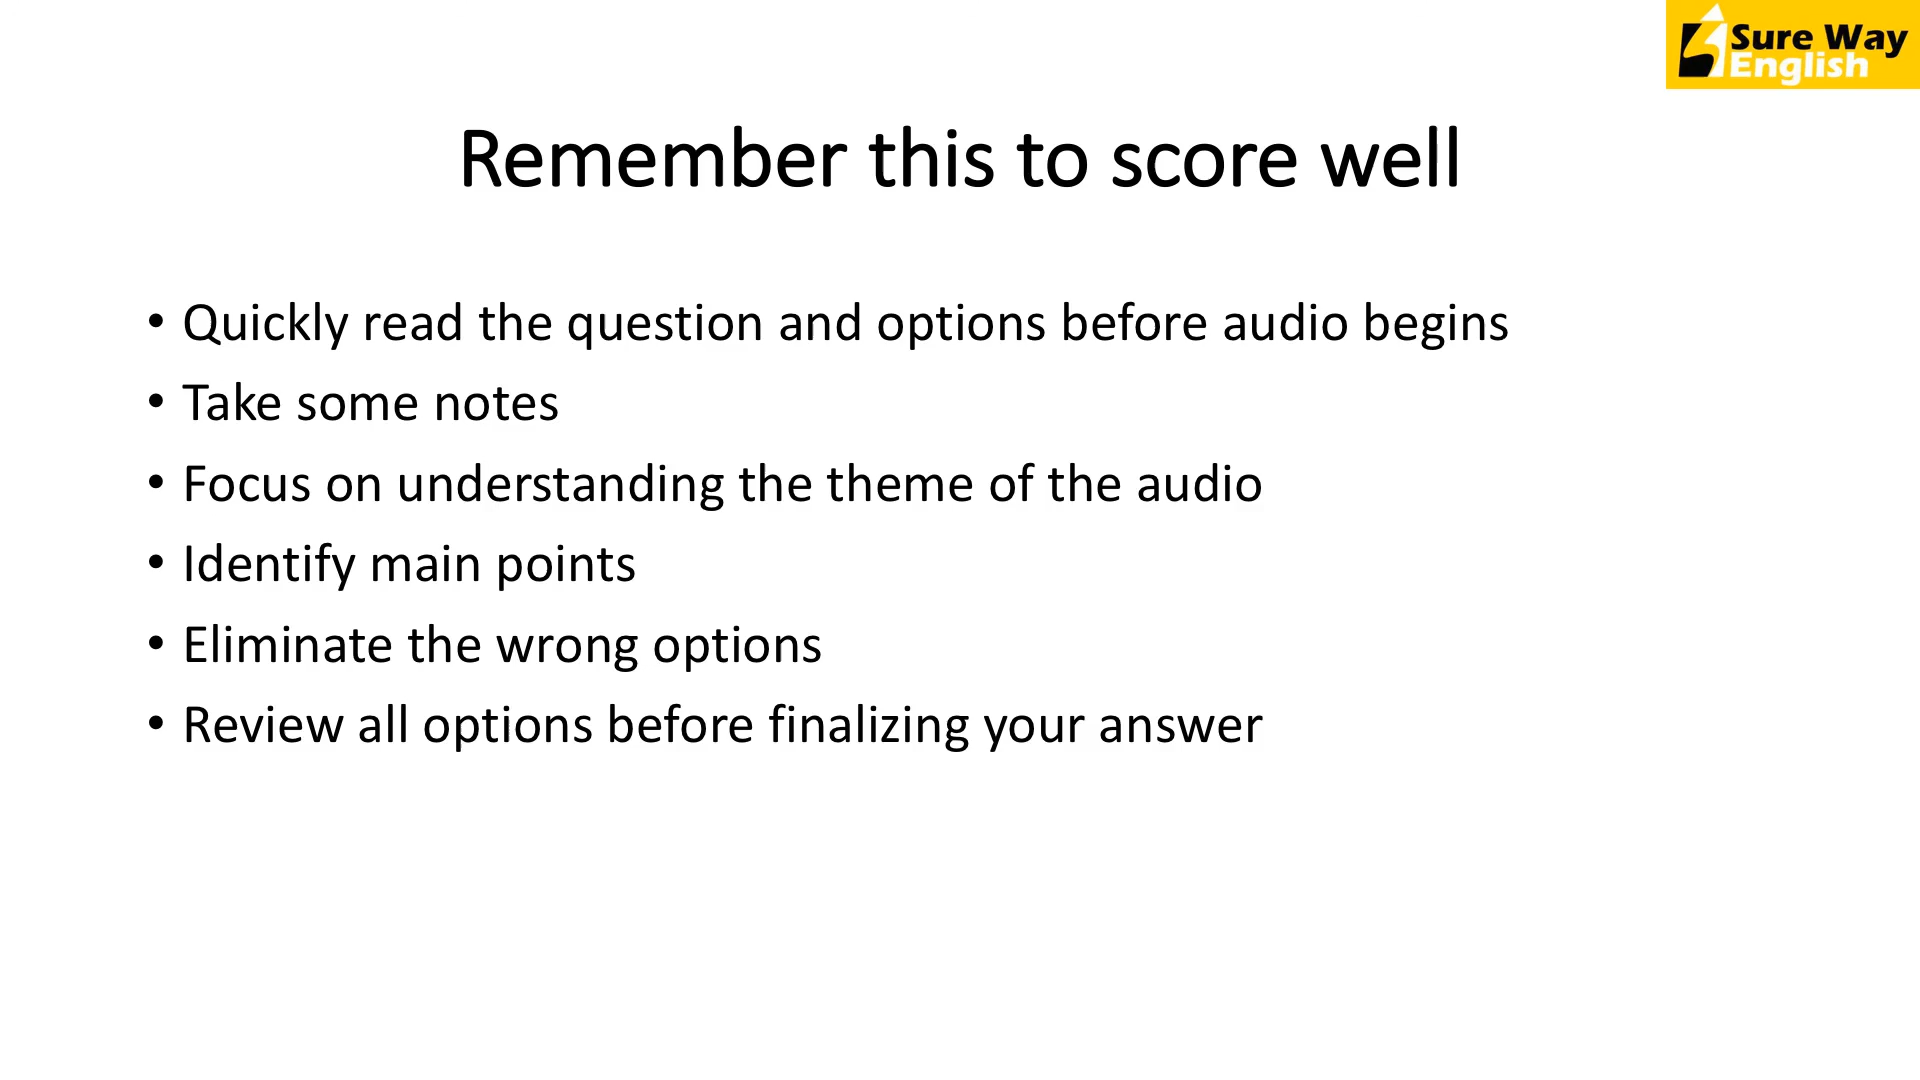 Sure Way
English
Remember this to score well
• Quickly read the question and options before audio begins
• Take some notes
• Focus on understanding the theme of the audio
• Identify main points
• Eliminate the wrong options
• Review all options before finalizing your answer